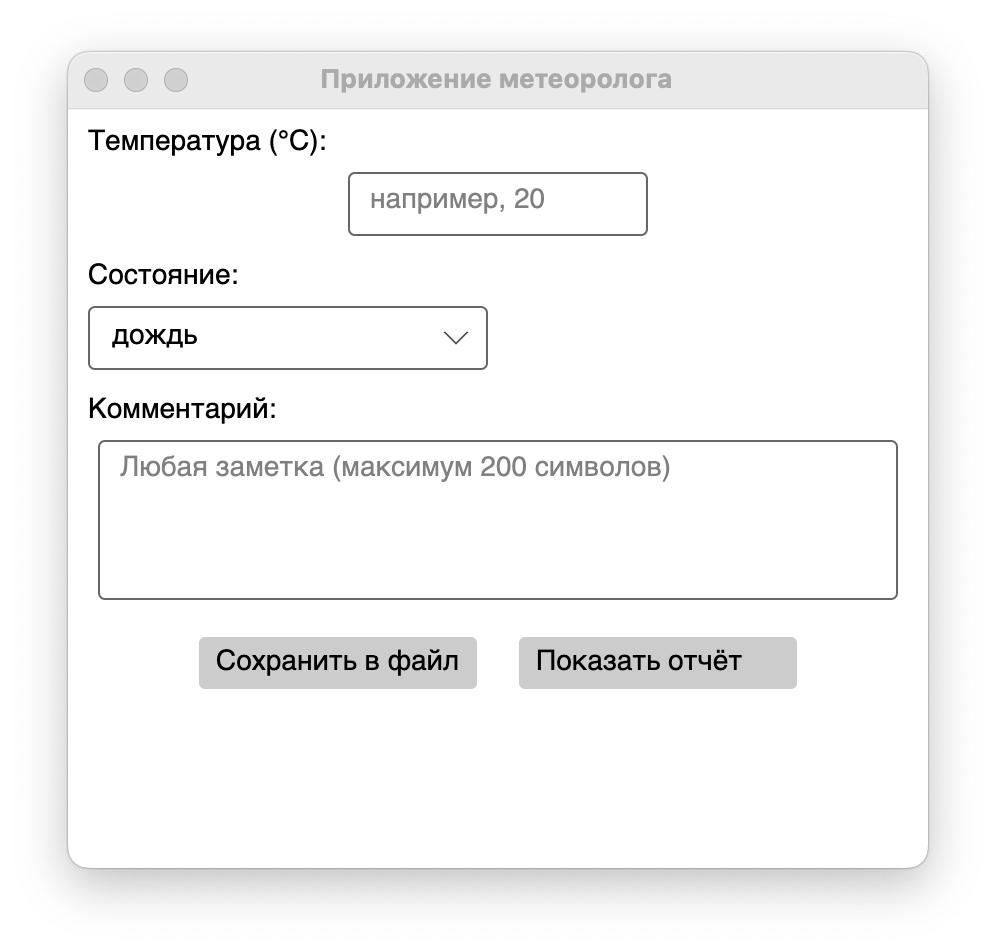 Приложение метеоролога
Температура (°C):
например, 20
Состояние:
дождь
Комментарий:
Любая заметка (максимум 200 символов)
Сохранить в файл
Показать отчёт